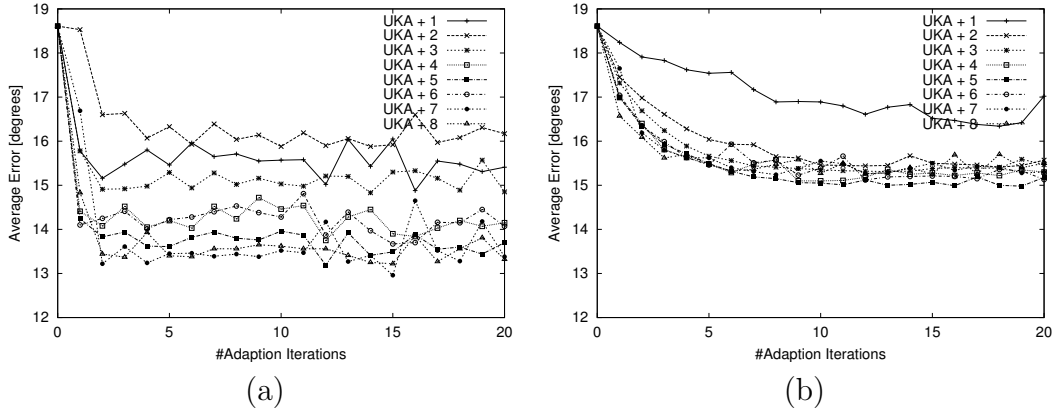 19
18
17
16
15
14
13
12
0
5
10
15
20
Average Error [degrees]
#Adaption Iterations
UKA + 1
UKA + 2
UKA + 3
UKA + 4
UKA + 5
UKA + 6
UKA + 7
UKA + 8
(a)
19
18
17
16
15
14
13
12
0
5
10
15
20
Average Error [degrees]
#Adaption Iterations
UKA + 1
UKA + 2
UKA + 3
UKA + 4
UKA + 5
UKA + 6
UKA + 7
UKA + 8
(b)